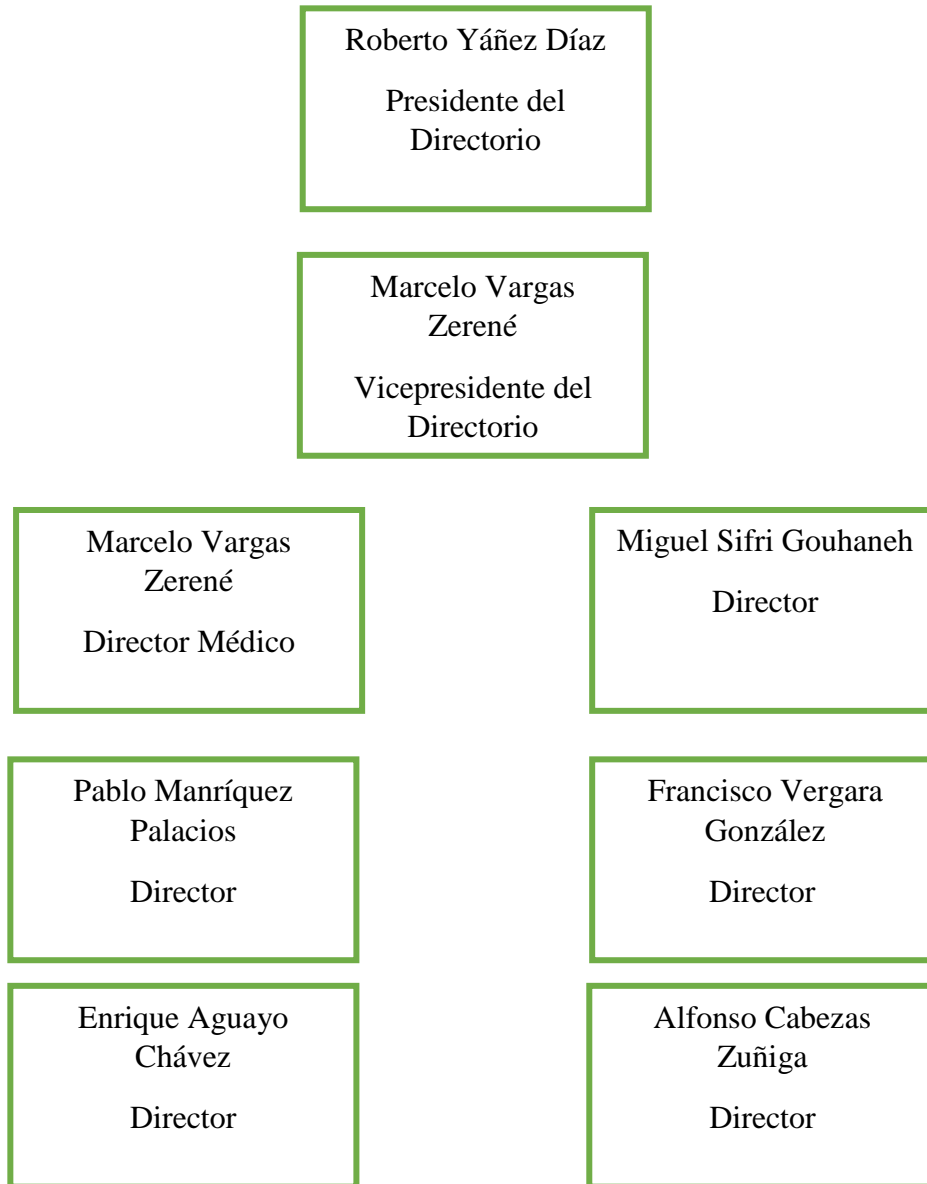 Roberto Yáñez Díaz
Presidente del
Directorio
Marcelo Vargas
Zerené
Vicepresidente del
Directorio
Marcelo Vargas
Zerené
Director Médico
Miguel Sifri Gouhaneh
Director
Pablo Manríquez
Palacios
Director
Francisco Vergara
González
Director
Enrique Aguayo
Chávez
Director
Alfonso Cabezas
Zuñiga
Director